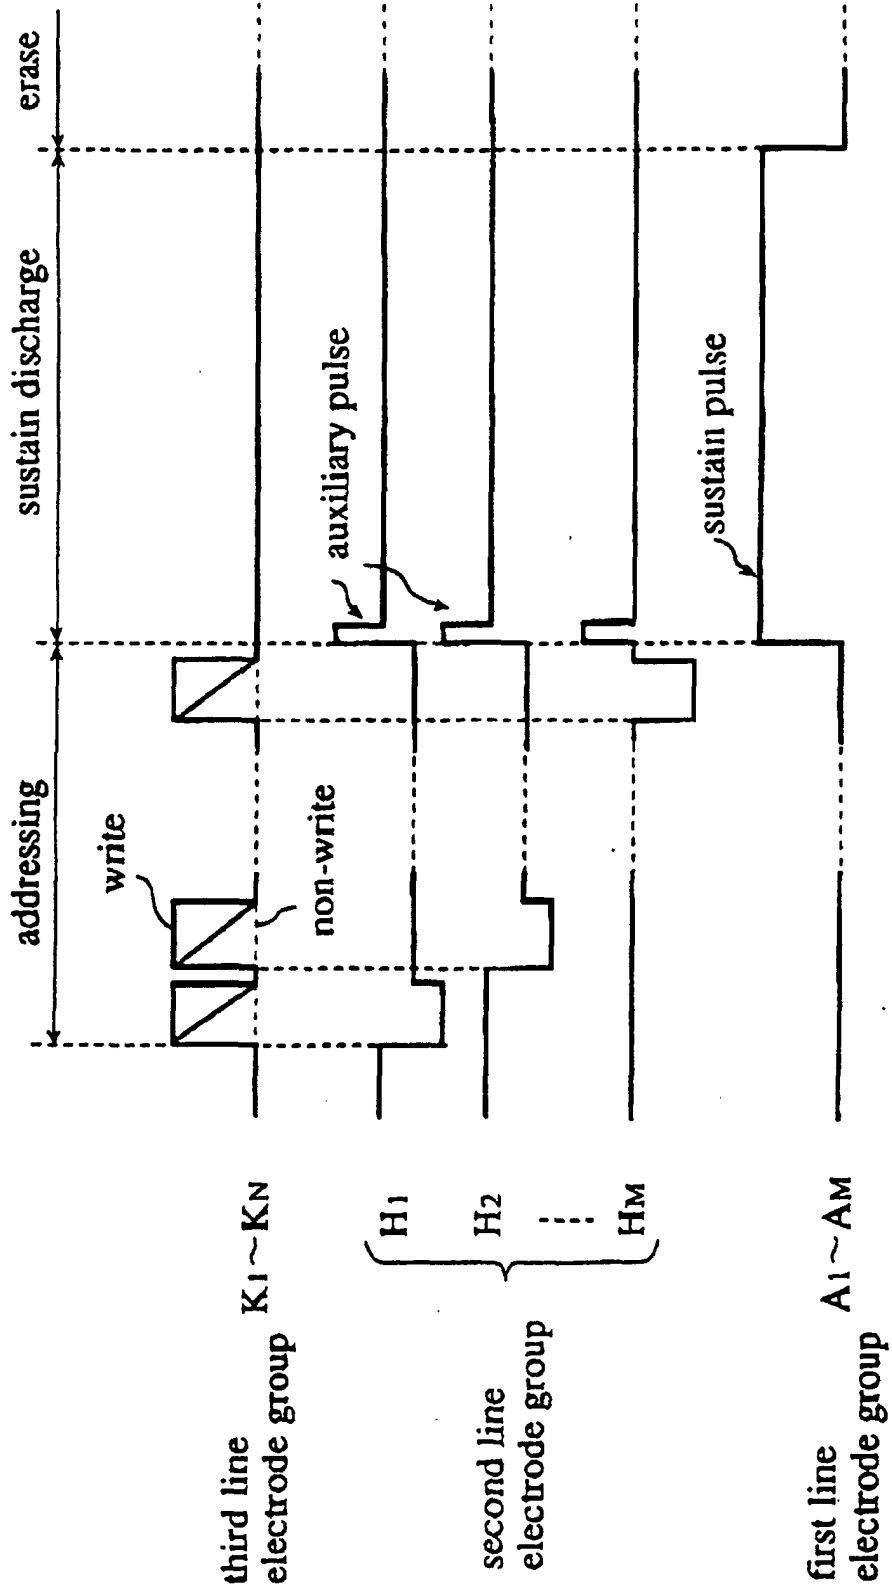 addressing
sustain discharge
erase
write
non-write
auxiliary pulse
sustain pulse
third line
electrode group
K1~KN
second line
electrode group
H1
H2
HM
first line
electrode group
A1~AM